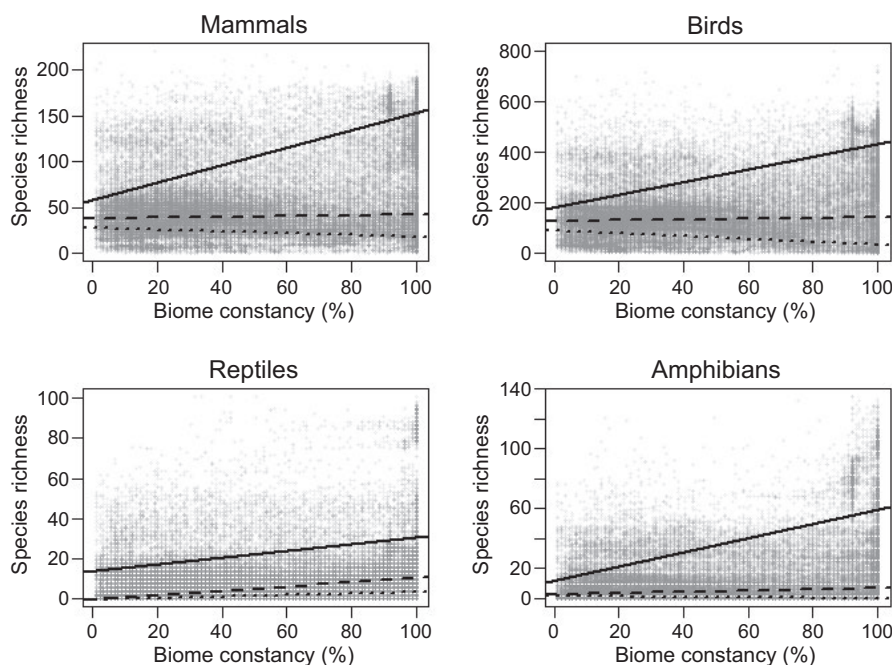 Mammals
Species richness
200
150
100
50
0
0 20 40 60 80 100
Biome constancy (%)
Birds
Species richness
800
600
400
200
0
0 20 40 60 80 100
Biome constancy (%)
Reptiles
Species richness
100
80
60
40
20
0
0 20 40 60 80 100
Biome constancy (%)
Amphibians
Species richness
140
100
60
20
0
0 20 40 60 80 100
Biome constancy (%)